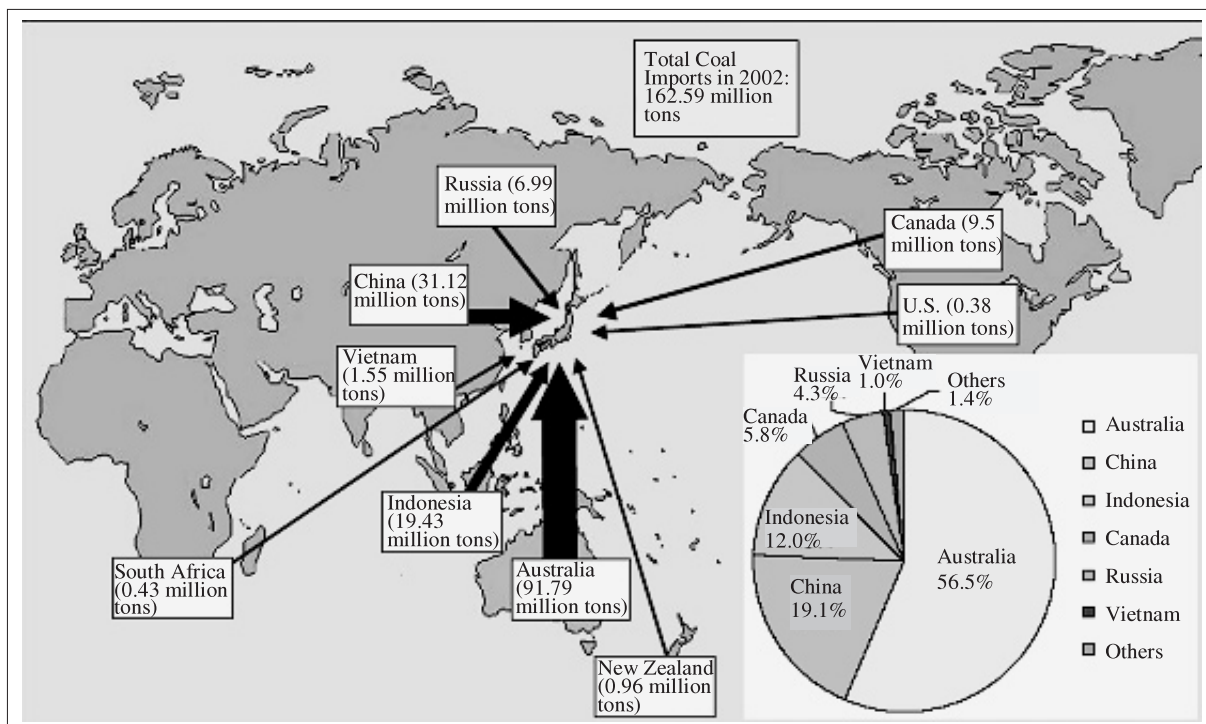 Total Coal
Imports in 2002:
162.59 million
tons
Russia (6.99
million tons)
Canada (9.5
million tons)
China (31.12
million tons)
U.S. (0.38
million tons)
Vietnam
(1.55 million
tons)
Indonesia
(19.43
million tons)
South Africa
(0.43 million
tons)
Australia
(91.79
million tons)
New Zealand
(0.96 million
tons)
Vietnam
1.0%
Russia
4.3%
Others
1.4%
Canada
5.8%
Indonesia
12.0%
China
19.1%
Australia
56.5%
Australia
China
Indonesia
Canada
Russia
Vietnam
Others